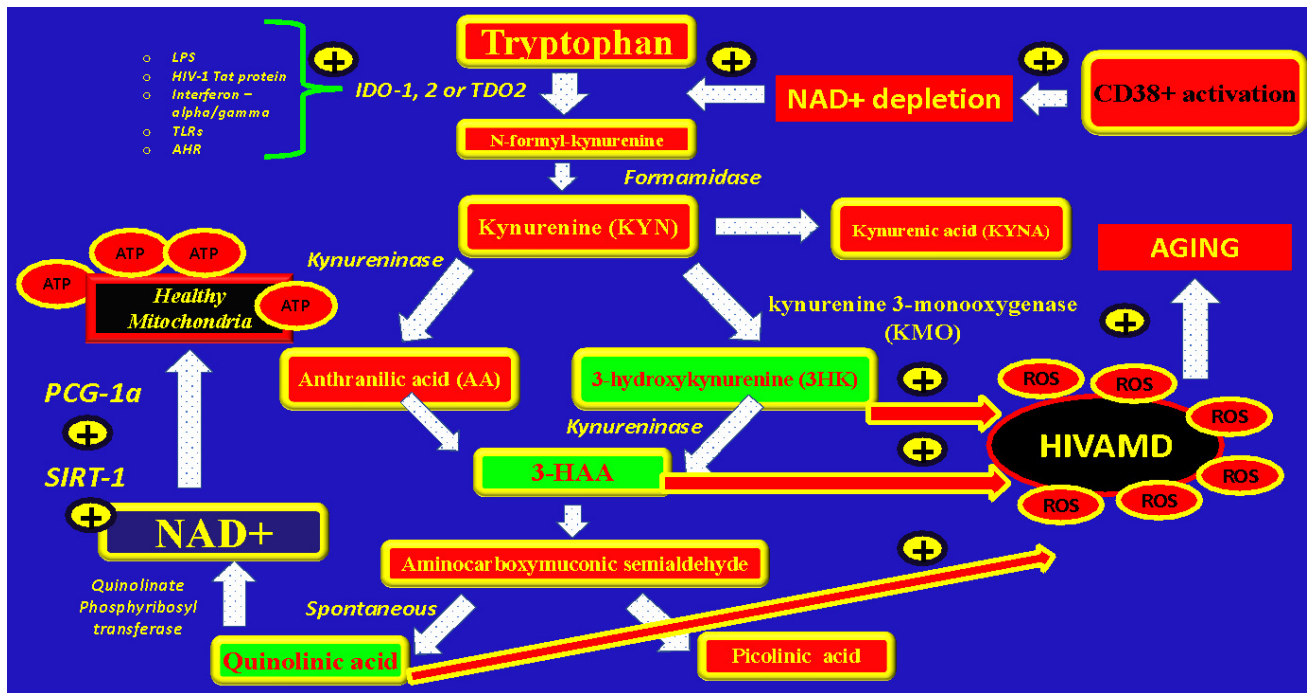 Tryptophan
LPS
HIV-1 Tat protein
Interferon –
alpha/gamma
TLRs
AHR
+
IDO-1, 2 or TDO2
+
NAD+ depletion
+
CD38+ activation
N-formyl-kynurenine
Formamidase
Kynurenine (KYN)
Kynurenic acid (KYNA)
AGING
ATP
ATP
ATP
ATP
Healthy
Mitochondria
Kynureninase
kynurenine 3-monooxygenase
(KMO)
+
Anthranilic acid (AA)
3-hydroxykynurenine (3HK)
+
ROS
ROS
ROS
ROS
ROS
ROS
ROS
HIVAMD
PCG-1a
+
SIRT-1
+
NAD+
Kynureninase
+
3-HAA
Aminocarboxymuconic semialdehyde
+
Quinolinate
Phosphyribosyl
transferase
Spontaneous
Quinolinic acid
Picolinic acid